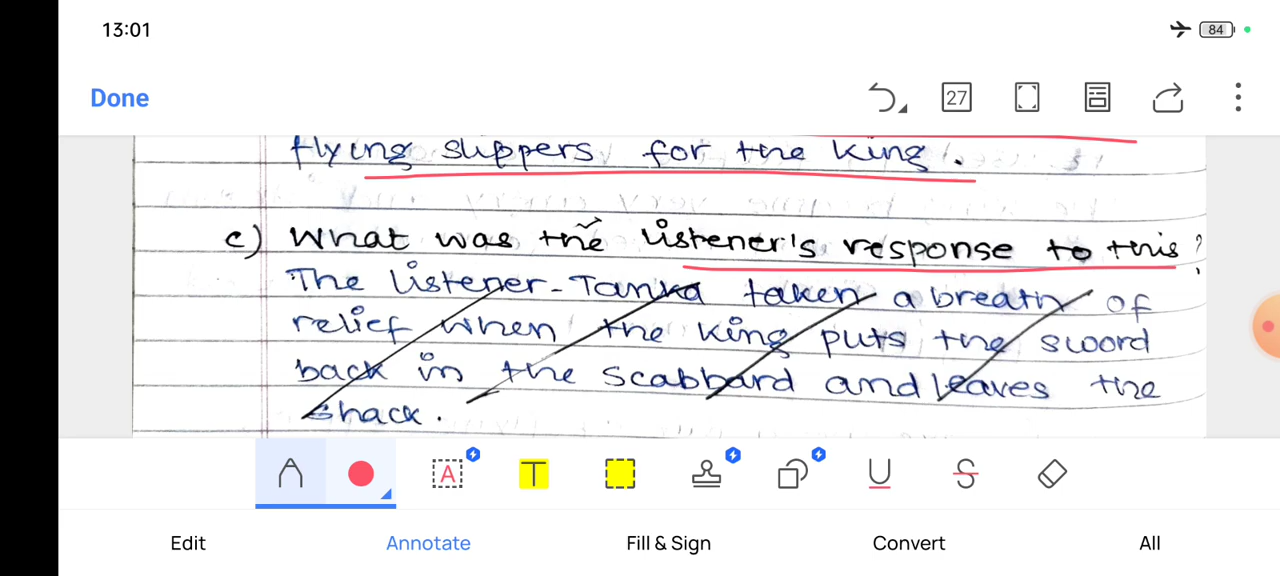 13:01
84
Done
27
flying slippers for the king.
c) What was the listener's response to this?
The listener-Tanka taken a breath of
relief when the king puts the sword
back in the scabbard and leaves the
shack.
A
T
U
S
Edit
Annotate
Fill & Sign
Convert
All